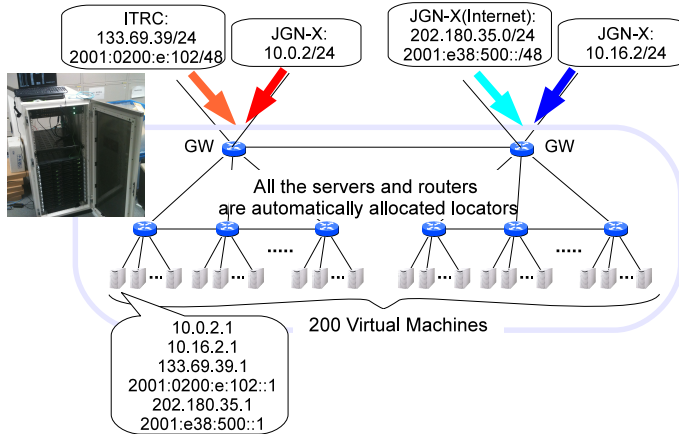 ITRC:
133.69.39/24
2001:0200:e:102/48
JGN-X:
10.0.2/24
JGN-X(Internet):
202.180.35.0/24
2001:e38:500::/48
JGN-X:
10.16.2/24
GW
GW
All the servers and routers
are automatically allocated locators
.....
.....
...
...
...
...
...
...
200 Virtual Machines
10.0.2.1
10.16.2.1
133.69.39.1
2001:0200:e:102::1
202.180.35.1
2001:e38:500::1